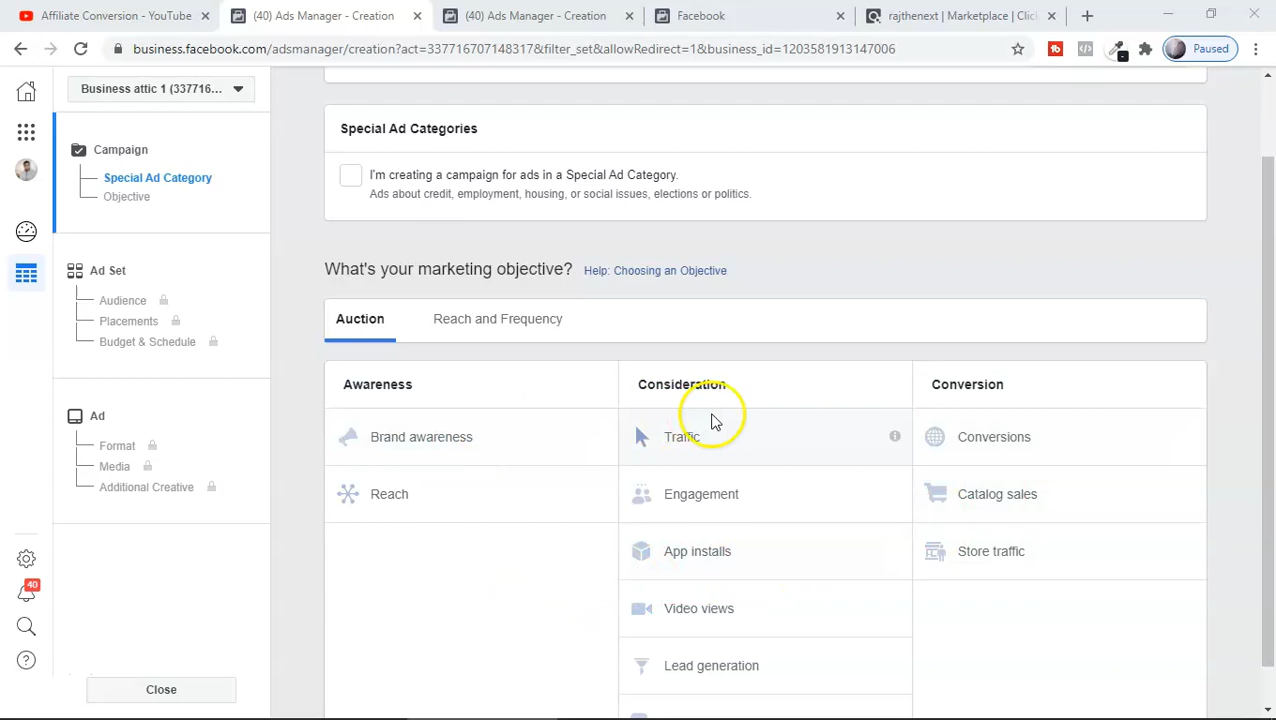 Affiliate Conversion - YouTube
(40) Ads Manager - Creation
(40) Ads Manager - Creation
Facebook
rajthenext | Marketplace | Click
business.facebook.com/adsmanager/creation?act=337716707148317&filter_set&allowRedirect=1&business_id=1203581913147006
Paused
Business attic 1 (337716...
Campaign
Special Ad Category
Objective
Ad Set
Audience
Placements
Budget & Schedule
Ad
Format
Media
Additional Creative
40
Close
Special Ad Categories
I'm creating a campaign for ads in a Special Ad Category.
Ads about credit, employment, housing, or social issues, elections or politics.
What's your marketing objective? Help: Choosing an Objective
Auction Reach and Frequency
Awareness Consideration Conversion
Brand awareness Traffic Conversions
Reach Engagement Catalog sales
App installs Store traffic
Video views
Lead generation